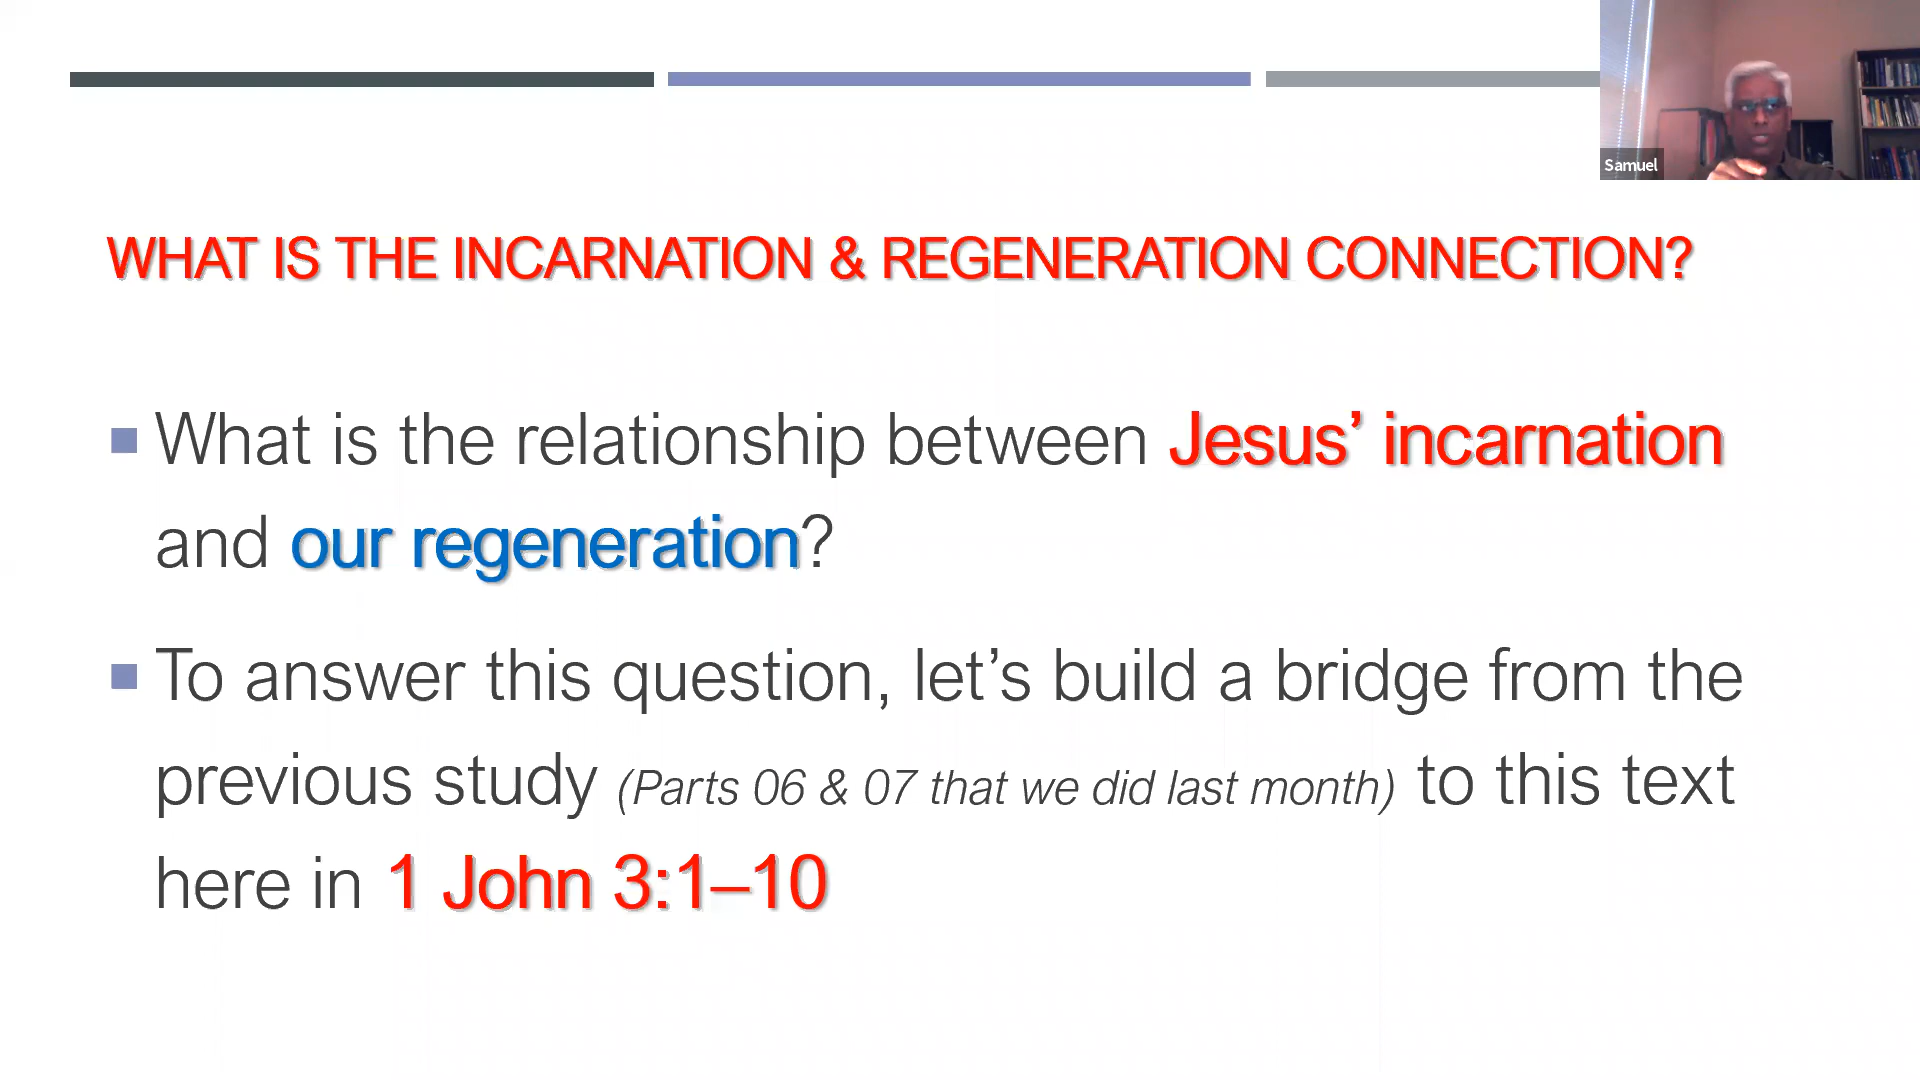 Samuel
WHAT IS THE INCARNATION & REGENERATION CONNECTION?
What is the relationship between Jesus’ incarnation
and our regeneration?
To answer this question, let’s build a bridge from the
previous study (Parts 06 & 07 that we did last month) to this text
here in 1 John 3:1–10